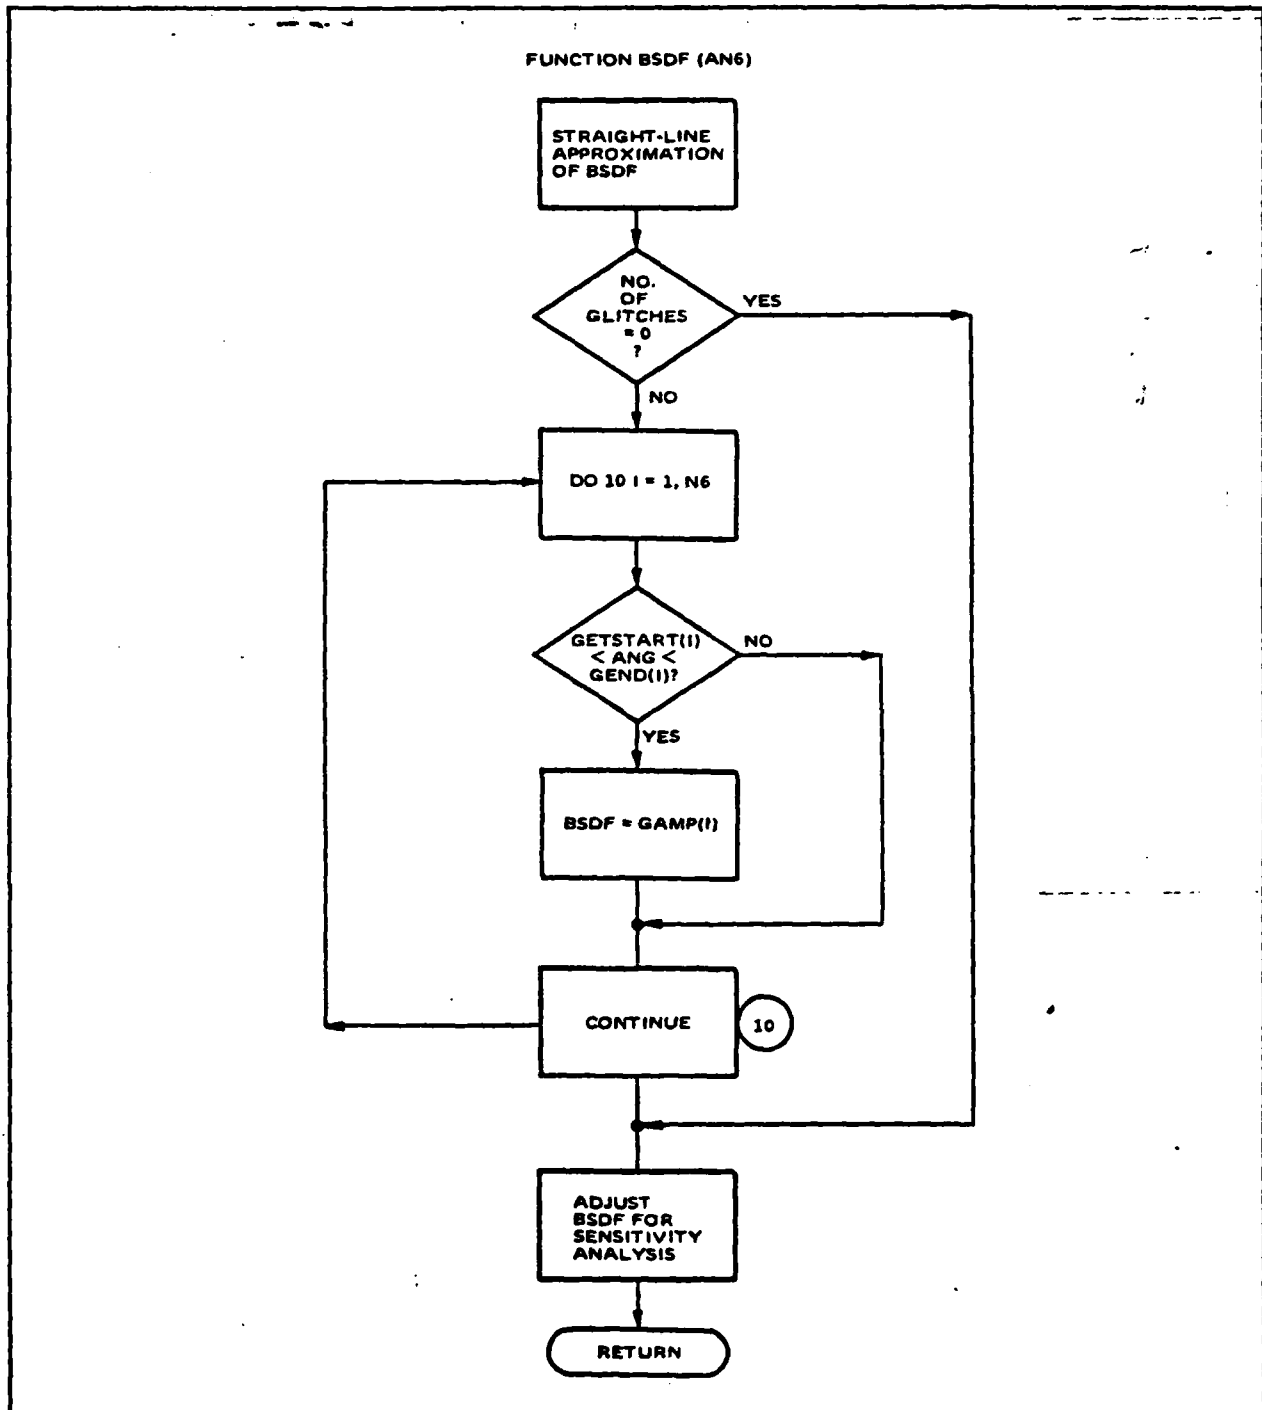 FUNCTION BSDF (AN6)
STRAIGHT-LINE
APPROXIMATION
OF BSDF
NO.
OF
GLITCHES
= 0
?
YES
NO
DO 10 I = 1, N6
GETSTART(I)
< ANG <
GEND(I)?
NO
YES
BSDF = GAMP(I)
CONTINUE
10
ADJUST
BSDF FOR
SENSITIVITY
ANALYSIS
RETURN